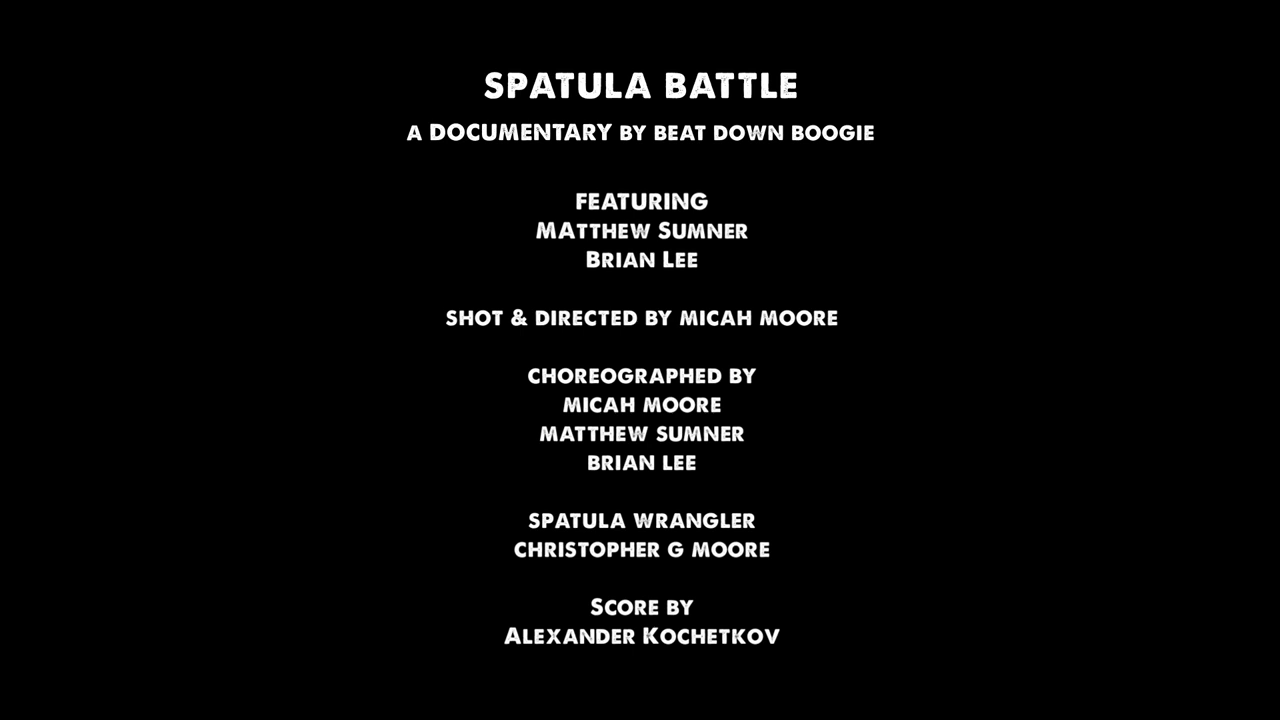 SPATULA BATTLE
A DOCUMENTARY BY BEAT DOWN BOOGIE
FEATURING
MATTHEW SUMNER
BRIAN LEE
SHOT & DIRECTED BY MICAH MOORE
CHOREOGRAPHED BY
MICAH MOORE
MATTHEW SUMNER
BRIAN LEE
SPATULA WRANGLER
CHRISTOPHER G MOORE
SCORE BY
ALEXANDER KOCHETKOV